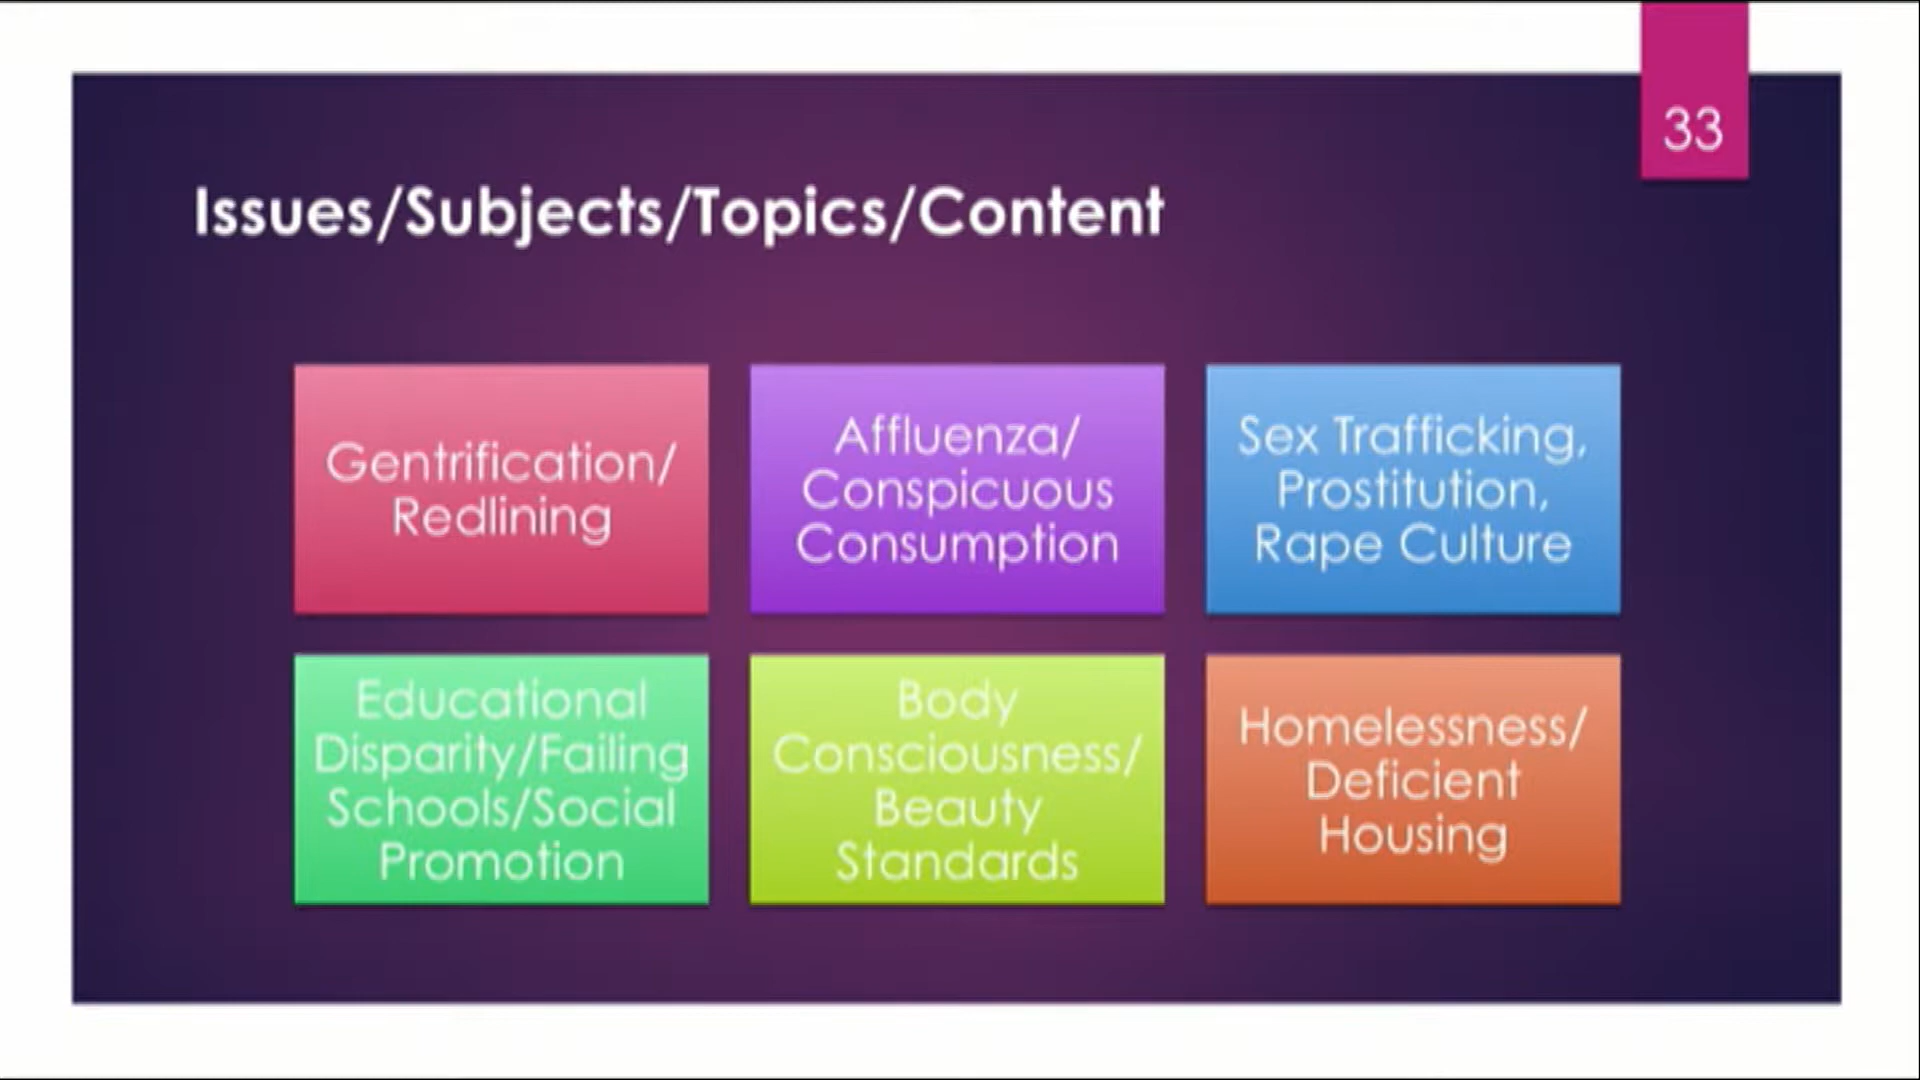 33
Issues/Subjects/Topics/Content
Gentrification/
Redlining
Affluenza/
Conspicuous
Consumption
Sex Trafficking,
Prostitution,
Rape Culture
Educational
Disparity/Failing
Schools/Social
Promotion
Body
Consciousness/
Beauty
Standards
Homelessness/
Deficient
Housing